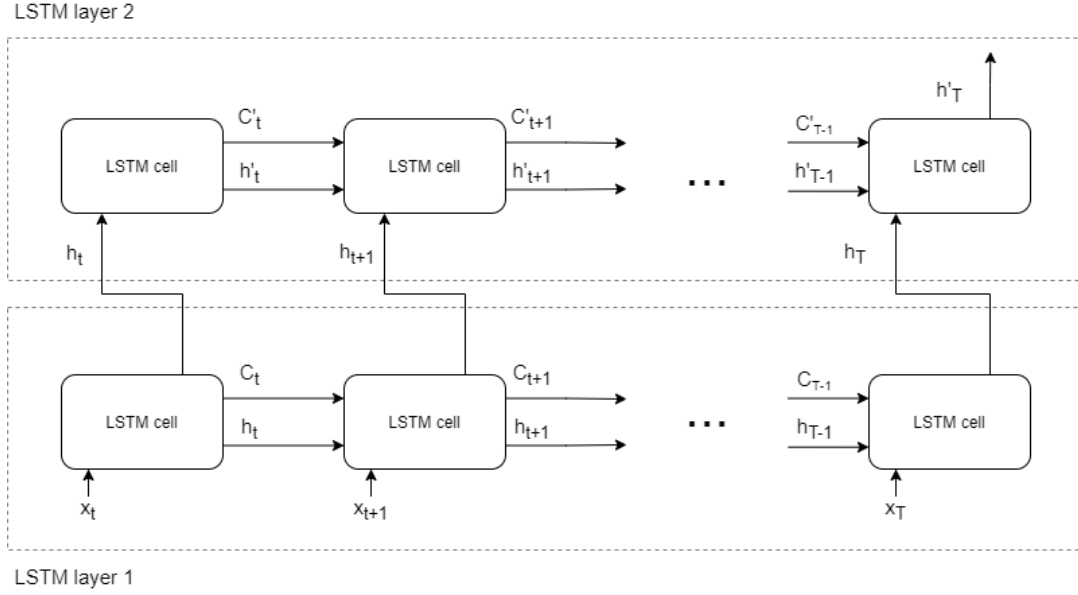 LSTM layer 2
h'T
C't C't+1 C'T-1
LSTM cell LSTM cell LSTM cell
h't h't+1 ... h'T-1
ht ht+1 hT
Ct Ct+1 CT-1
LSTM cell LSTM cell LSTM cell
ht ht+1 ... hT-1
xt xt+1 xT
LSTM layer 1